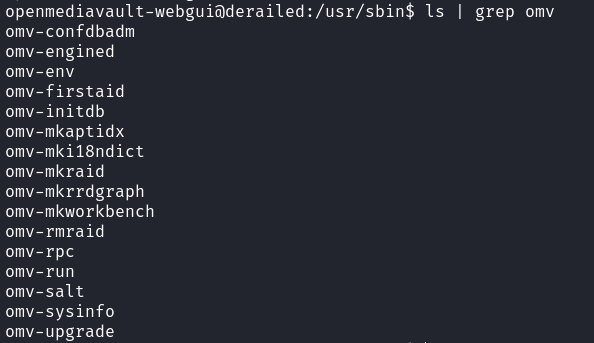 openmediavault-webgui@derailed:/usr/sbin$ ls | grep omv
omv-confdbadm
omv-engined
omv-env
omv-firstaid
omv-initdb
omv-mkaptidx
omv-mki18ndict
omv-mkraid
omv-mkrrdgraph
omv-mkworkbench
omv-rmraid
omv-rpc
omv-run
omv-salt
omv-sysinfo
omv-upgrade